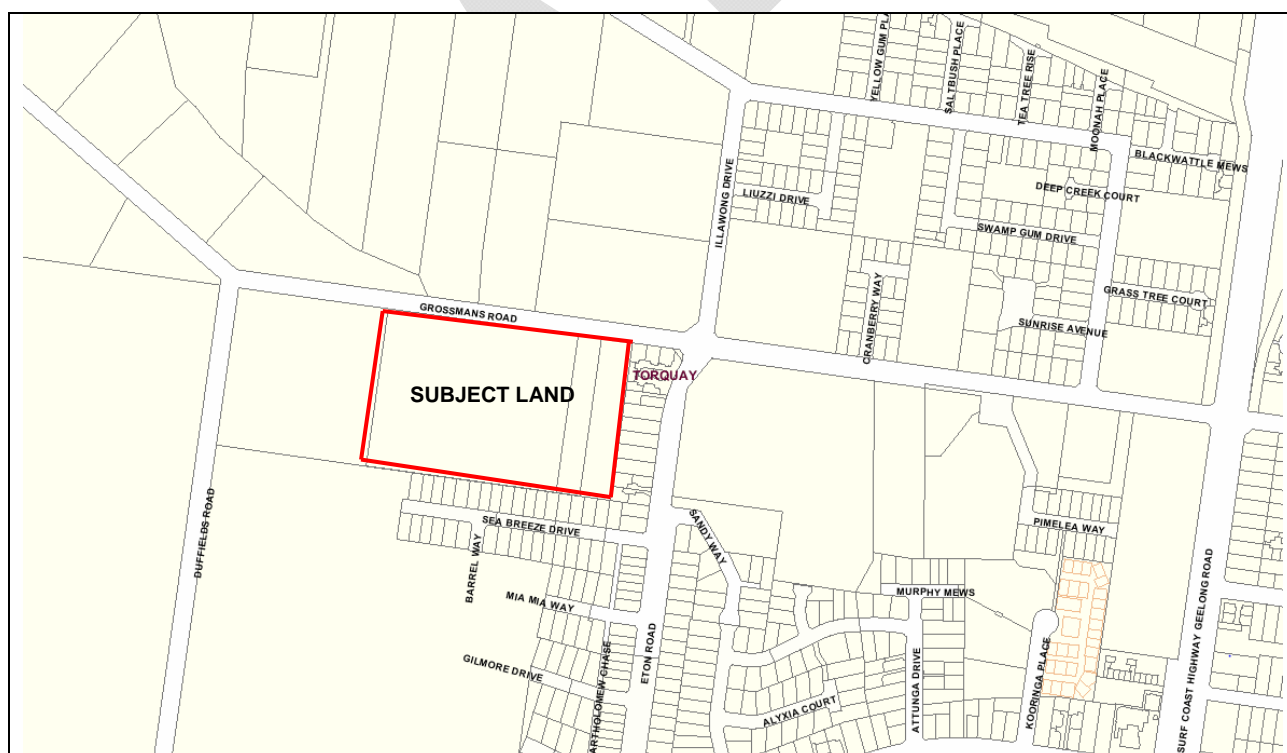 YELLOW GUM PLA
SALTBUSH PLACE
TEA TREE RISE
MOONAH PLACE
BLACKWATTLE MEWS
DEEP CREEK COURT
LIUZZI DRIVE
ILLAWONG DRIVE
SWAMP GUM DRIVE
GRASS TREE COURT
CRANBERRY WAY
SUNRISE AVENUE
GROSSMANS ROAD
TORQUAY
SUBJECT LAND
SANDY WAY
SEA BREEZE DRIVE
PIMELEA WAY
DUFFIELDS ROAD
BARREL WAY
MIA MIA WAY
MURPHY MEWS
SURF COAST HIGHWAY GEELONG ROAD
GILMORE DRIVE
ARTHOLOMEW CHASE
ETON ROAD
ATTUNGA DRIVE
KOORINGA PLACE
ALYXIA COURT